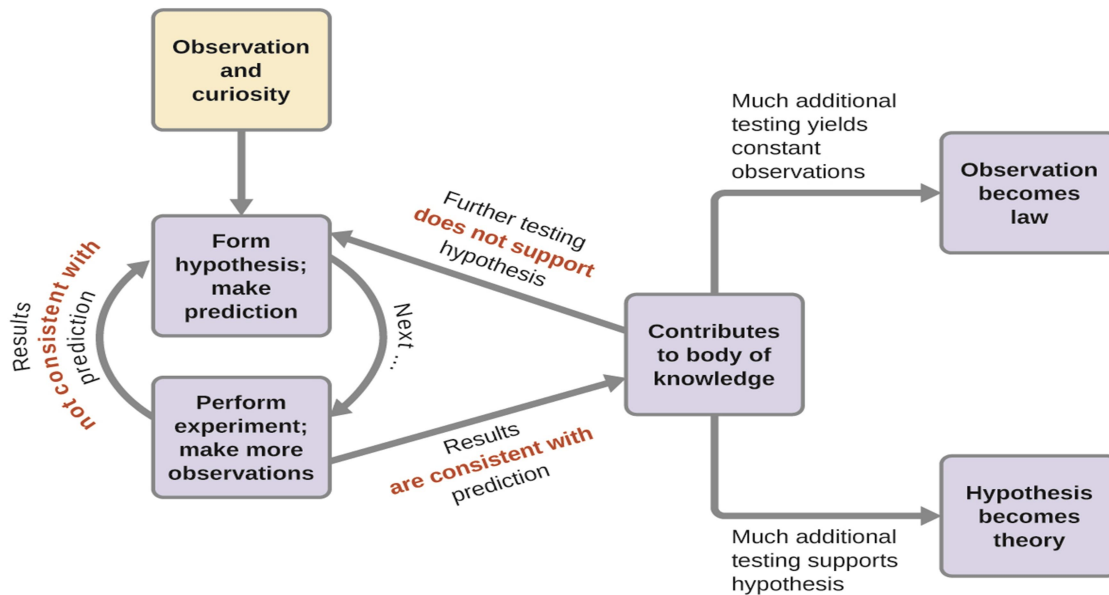 Observation
and
curiosity
Form
hypothesis;
make
prediction
Results
not consistent with
prediction
Next ...
Perform
experiment;
make more
observations
Further testing
does not support
hypothesis
Results
are consistent with
prediction
Contributes
to body of
knowledge
Much additional
testing yields
constant
observations
Observation
becomes
law
Much additional
testing supports
hypothesis
Hypothesis
becomes
theory